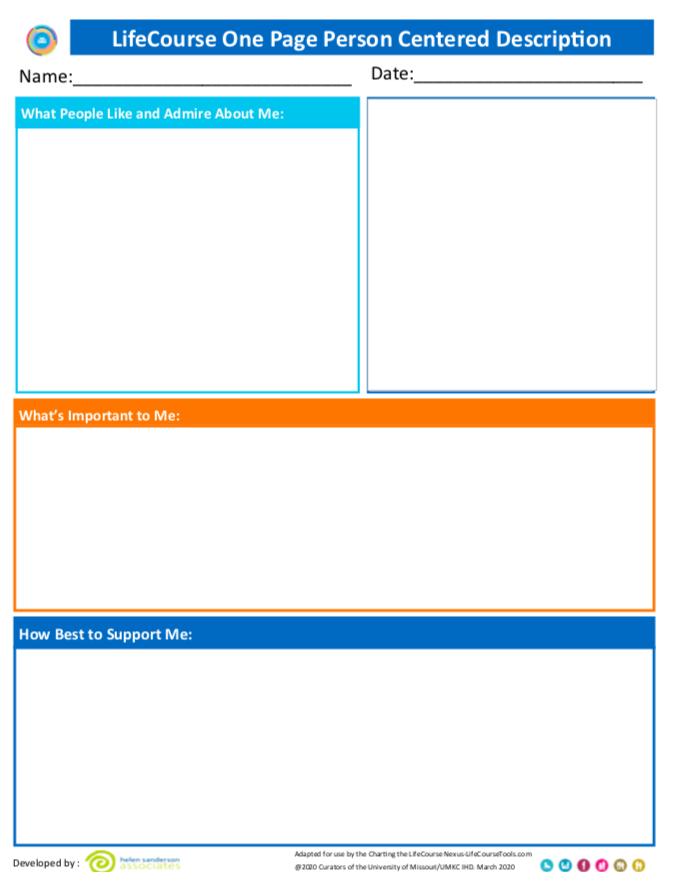 LifeCourse One Page Person Centered Description
Name:____________________________ Date:_______________________
What People Like and Admire About Me:
What's Important to Me:
How Best to Support Me:
Developed by :
helen sanderson
associates
Adapted for use by the Charting the LifeCourse Nexus-LifeCourseTools.com
@2020 Curators of the University of Missouri/UMKC IHD. March 2020